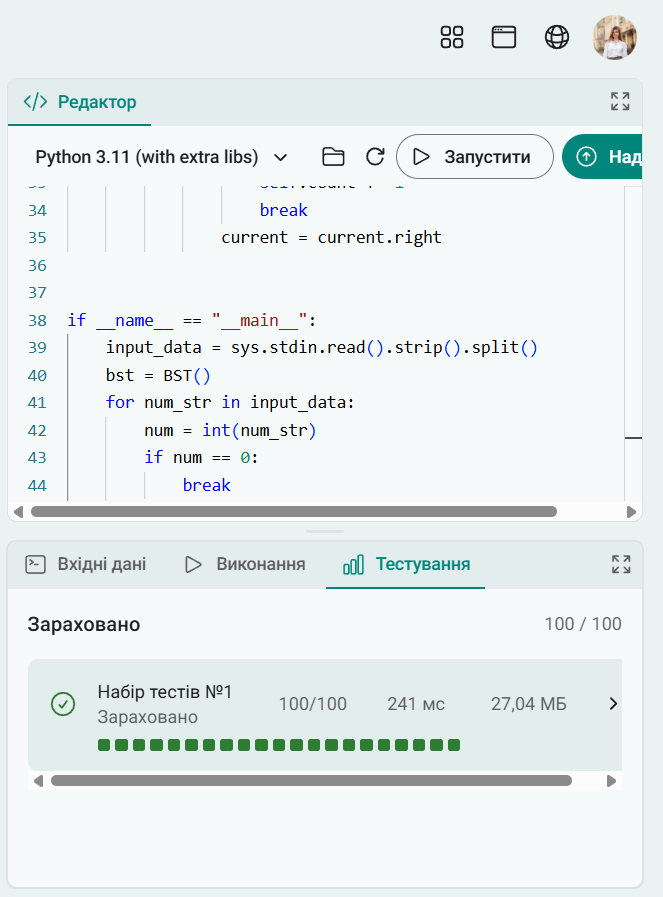 Редактор
Python 3.11 (with extra libs)
Запустити
Над
34 break
35 current = current.right
36
37
38 if __name__ == "__main__":
39 input_data = sys.stdin.read().strip().split()
40 bst = BST()
41 for num_str in input_data:
42 num = int(num_str)
43 if num == 0:
44 break
Вхідні дані
Виконання
Тестування
Зараховано 100 / 100
Набір тестів №1 100/100 241 мс 27,04 МБ
Зараховано